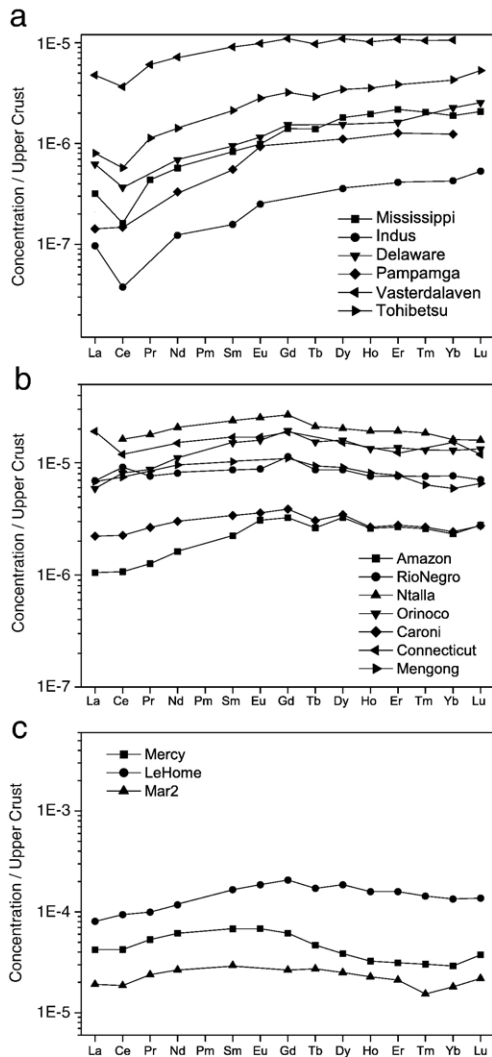 a
1E-5
1E-6
1E-7
Concentration / Upper Crust
Mississippi
Indus
Delaware
Pampamga
Vasterdalaven
Tohibetsu
La Ce Pr Nd Pm Sm Eu Gd Tb Dy Ho Er Tm Yb Lu
b
1E-5
1E-6
1E-7
Concentration / Upper Crust
Amazon
RioNegro
Ntalla
Orinoco
Caroni
Connecticut
Mengong
La Ce Pr Nd Pm Sm Eu Gd Tb Dy Ho Er Tm Yb Lu
c
Mercy
LeHome
Mar2
1E-3
1E-4
1E-5
Concentration / Upper Crust
La Ce Pr Nd Pm Sm Eu Gd Tb Dy Ho Er Tm Yb Lu